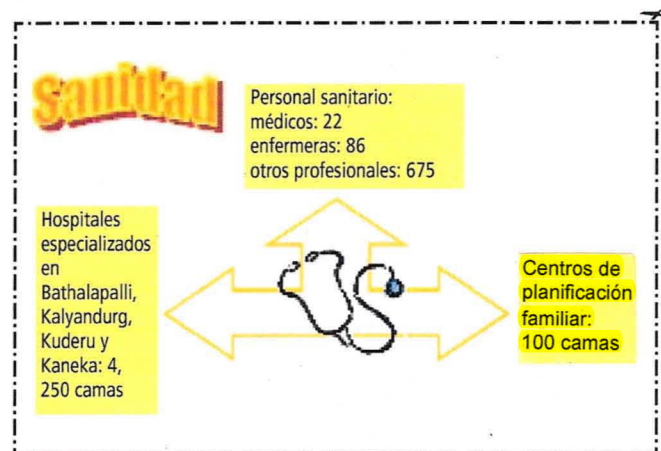 Sanidad
Personal sanitario:
médicos: 22
enfermeras: 86
otros profesionales: 675
Hospitales
especializados
en
Bathalapalli,
Kalyandurg,
Kuderu y
Kaneka: 4,
250 camas
Centros de
planificación
familiar:
100 camas